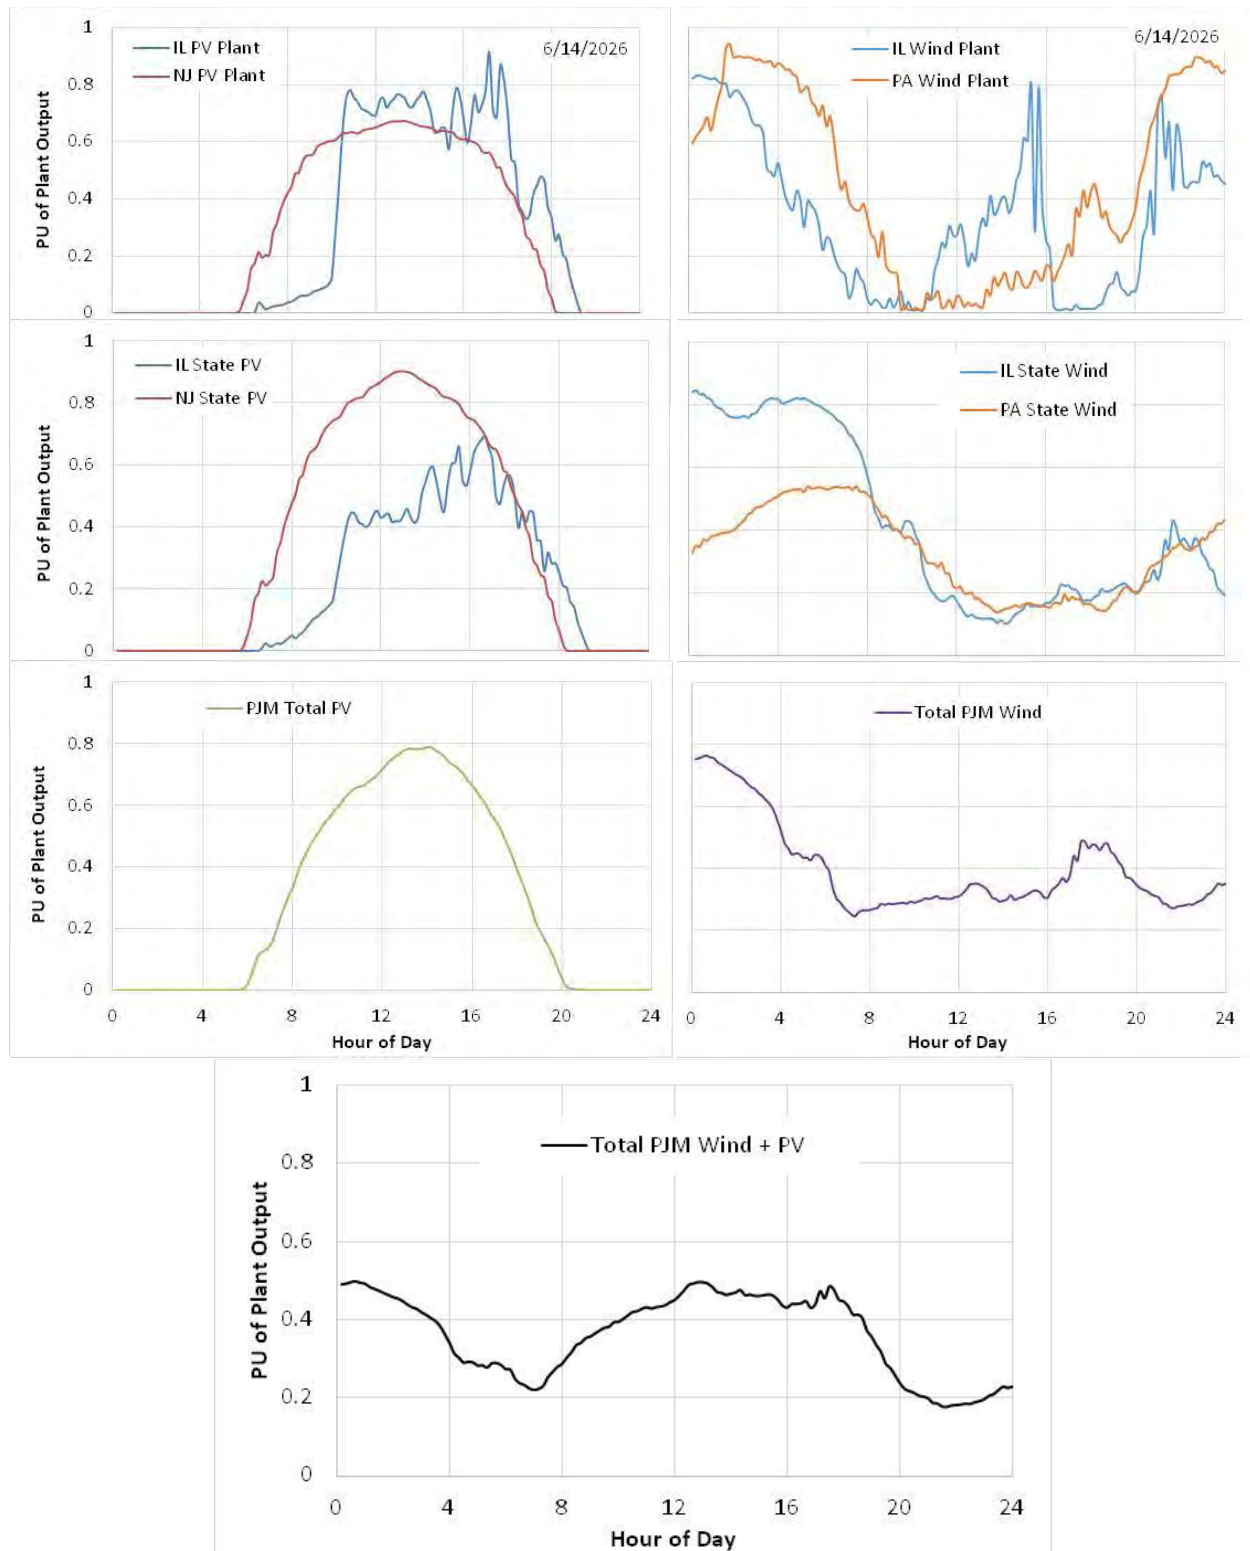 1
0.8
0.6
0.4
0.2
0
PU of Plant Output
IL PV Plant
NJ PV Plant
6/14/2026
IL Wind Plant
PA Wind Plant
6/14/2026
1
0.8
0.6
0.4
0.2
0
PU of Plant Output
IL State PV
NJ State PV
IL State Wind
PA State Wind
1
0.8
0.6
0.4
0.2
0
PU of Plant Output
PJM Total PV
0 4 8 12 16 20 24
Hour of Day
Total PJM Wind
0 4 8 12 16 20 24
Hour of Day
1
0.8
0.6
0.4
0.2
0
PU of Plant Output
Total PJM Wind + PV
0 4 8 12 16 20 24
Hour of Day